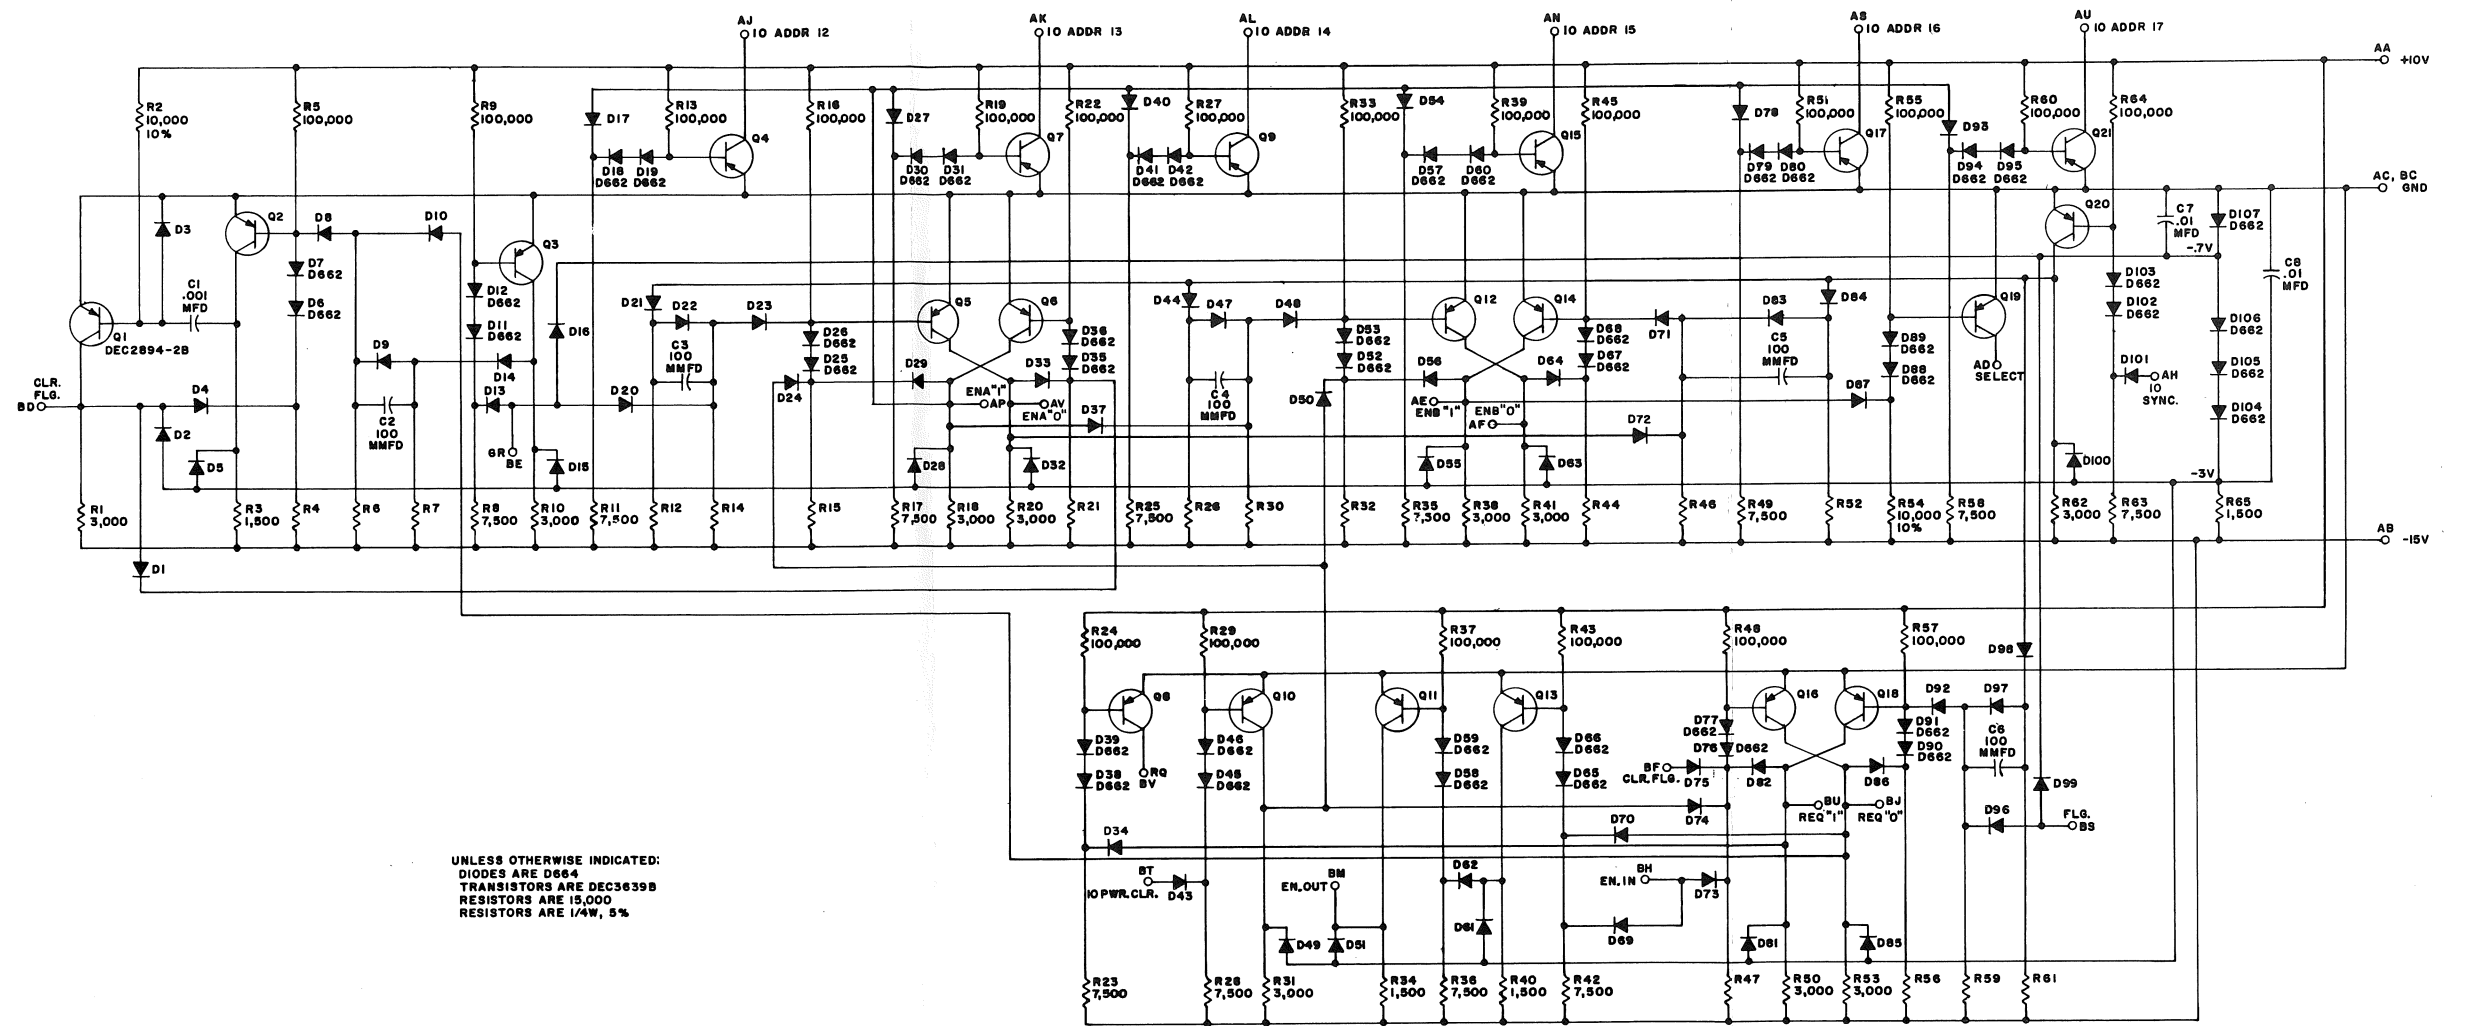 AJ
IO ADDR 12
AK
IO ADDR 13
AL
IO ADDR 14
AN
IO ADDR 15
AS
IO ADDR 16
AU
IO ADDR 17
AA
+10V
R2
10,000
10%
R5
100,000
R9
100,000
D17
R13
100,000
Q4
R16
100,000
D27
R19
100,000
Q7
R22
100,000
D40
R27
100,000
Q9
R33
100,000
D54
R39
100,000
Q15
R45
100,000
D78
R51
100,000
Q17
R55
100,000
D93
R60
100,000
Q21
R64
100,000
D18
D662
D19
D662
D30
D662
D31
D662
D41
D662
D42
D662
D57
D662
D60
D662
D79
D662
D80
D662
D94
D662
D95
D662
AC, BC
GND
D3
Q2
D8
D10
Q3
Q20
C7
.01
MFD
D107
D662
-.7V
C8
.01
MFD
C1
.001
MFD
D7
D662
D6
D662
D12
D662
D11
D662
D16
D21
D22
D23
Q5
Q6
D26
D662
D25
D662
D36
D662
D35
D662
D44
D47
D48
Q12
Q14
D53
D662
D52
D662
D68
D662
D67
D662
D71
D83
D84
Q19
D89
D662
D88
D662
D103
D662
D102
D662
D106
D662
D105
D662
D104
D662
Q1
DEC2894-2B
D9
D14
C3
100
MMFD
D24
D29
D33
C4
100
MMFD
D50
D56
D64
C5
100
MMFD
AD
SELECT
D101
AH
IO
SYNC.
CLR.
FLG.
BD
D4
C2
100
MMFD
D13
D20
ENA"1"
AP
AV
ENA"0"
D37
AE
ENB"1"
ENB"0"
AF
D87
D72
D2
D5
GR
BE
D15
D28
D32
D55
D63
D100
-3V
R1
3,000
R3
1,500
R4
R6
R7
R8
7,500
R10
3,000
R11
7,500
R12
R14
R15
R17
7,500
R18
3,000
R20
3,000
R21
R25
7,500
R26
R30
R32
R35
7,500
R38
3,000
R41
3,000
R44
R46
R49
7,500
R52
R54
10,000
10%
R58
7,500
R62
3,000
R63
7,500
R65
1,500
AB
-15V
D1
R24
100,000
R29
100,000
R37
100,000
R43
100,000
R48
100,000
R57
100,000
D98
Q8
Q10
Q11
Q13
Q16
Q18
D92
D97
D39
D662
D38
D662
RQ
BV
D46
D662
D45
D662
D59
D662
D58
D662
D66
D662
D65
D662
D77
D662
D76
D662
BF
CLR.FLG.
D75
D82
D86
D91
D662
D90
D662
C6
100
MMFD
D99
D74
BU
REQ"1"
BJ
REQ"0"
D96
FLG.
BS
D34
D70
BT
IO PWR.CLR.
D43
BM
EN.OUT
D62
BH
EN.IN
D73
D49
D51
D61
D69
D81
D85
R23
7,500
R28
7,500
R31
3,000
R34
1,500
R36
7,500
R40
1,500
R42
7,500
R47
R50
3,000
R53
3,000
R56
R59
R61
UNLESS OTHERWISE INDICATED:
DIODES ARE D664
TRANSISTORS ARE DEC3639B
RESISTORS ARE 15,000
RESISTORS ARE 1/4W, 5%